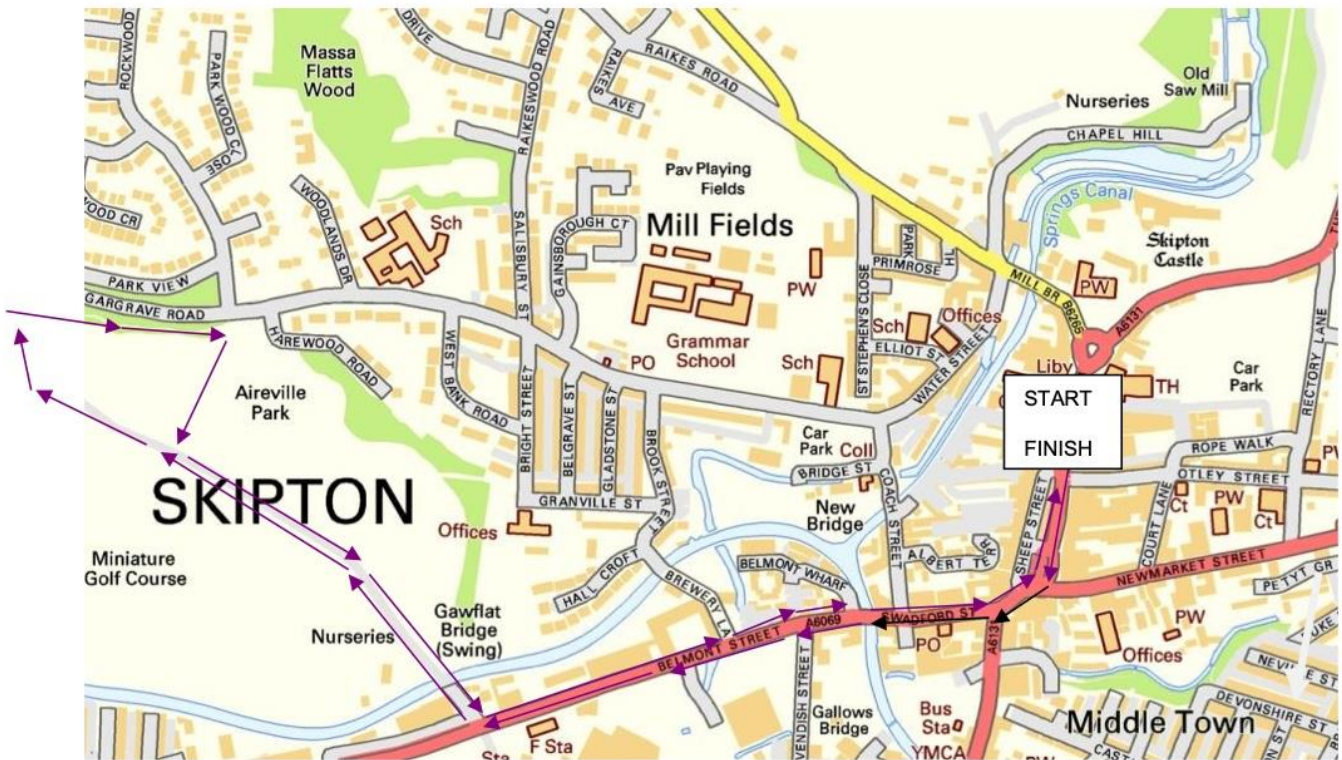 ROCKWOOD
DRIVE
Massa
Flatts
Wood
PARK WOOD CLOSE
RAIKESWOOD ROAD
RAIKES ROAD
RAIKES
AVE
Old
Saw Mill
Nurseries
CHAPEL HILL
Pav Playing
Fields
Springs Canal
WOOD CR
WOODLANDS DR
Sch
SALISBURY ST
GAINSBOROUGH CT
Mill Fields
PARK
HL
PRIMROSE
Skipton
Castle
PARK VIEW
GARGRAVE ROAD
PW
MILL BR
B6265
PW
A6131
Sch
Offices
HAREWOOD ROAD
WEST BANK ROAD
PO
Grammar
School
ST STEPHEN'S CLOSE
ELLIOT ST
WATER STREET
Sch
Liby
TH
Car
Park
RECTORY LANE
START
FINISH
Aireville
Park
BRIGHT STREET
BELGRAVE ST
GLADSTONE ST
BROOK STREET
Car
Park
Coll
BRIDGE ST
ROPE WALK
OTLEY STREET
SKIPTON
GRANVILLE ST
COACH STREET
SHEEP STREET
COURT LANE
Ct
PW
Ct
Offices
New
Bridge
ALBERT TERR
Miniature
Golf Course
HALL CROFT
BREWERY LA
BELMONT WHARF
NEWMARKET STREET
PETYT GR
Gawflat
Bridge
(Swing)
Nurseries
BELMONT STREET
A6069
SWADFORD ST
PO
A6131
PW
Offices
NEVILLE ST
DEVONSHIRE ST
Gallows
Bridge
Bus
Sta
YMCA
Middle Town
F Sta
Sta